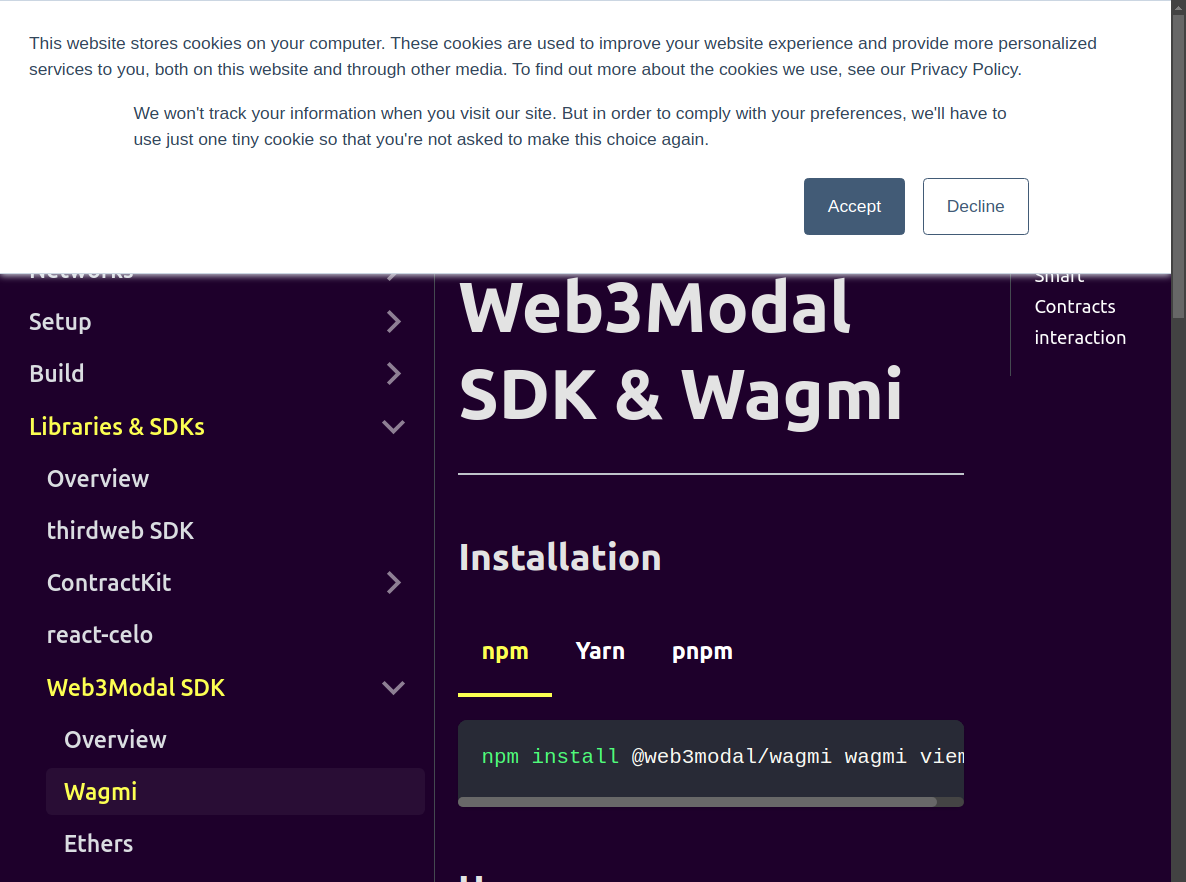 This website stores cookies on your computer. These cookies are used to improve your website experience and provide more personalized
services to you, both on this website and through other media. To find out more about the cookies we use, see our Privacy Policy.
We won't track your information when you visit our site. But in order to comply with your preferences, we'll have to
use just one tiny cookie so that you're not asked to make this choice again.
Accept
Decline
Networks
Setup
Build
Libraries & SDKs
Overview
thirdweb SDK
ContractKit
react-celo
Web3Modal SDK
Overview
Wagmi
Ethers
Web3Modal
SDK & Wagmi
Installation
npm
Yarn
pnpm
npm install @web3modal/wagmi wagmi viem
Smart
Contracts
interaction